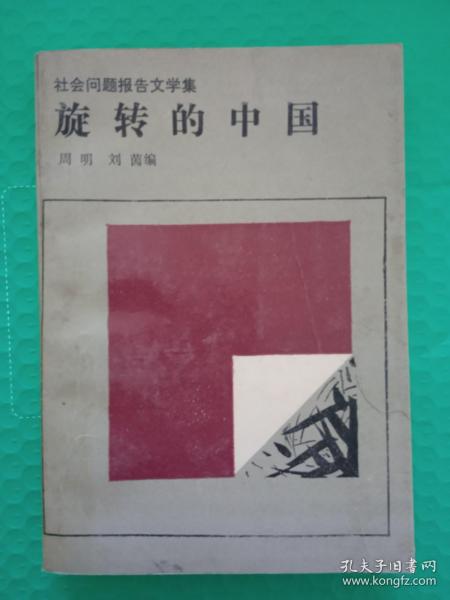 社会问题报告文学集
旋转的中国
周明 刘茵编
孔夫子旧书网
www.kongfz.com